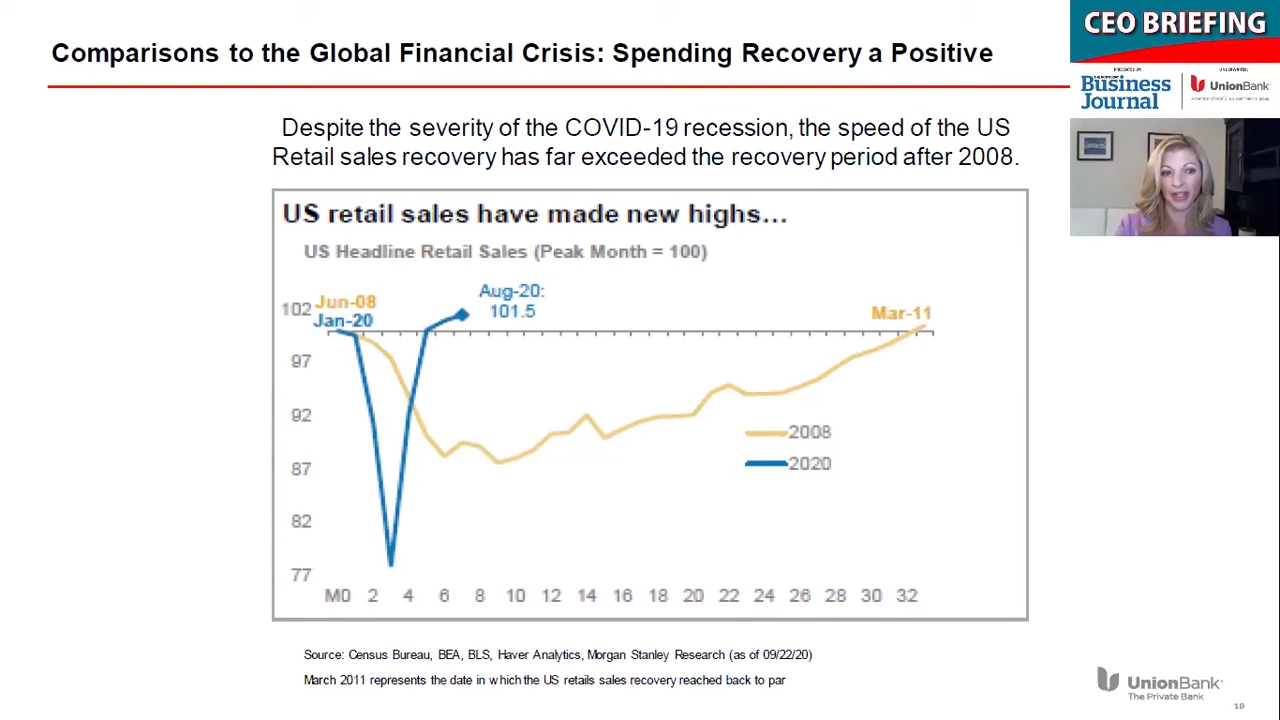 CEO BRIEFING
Comparisons to the Global Financial Crisis: Spending Recovery a Positive
PRESENTED BY:
Business
Journal
UNDERWRITER:
UnionBank
Despite the severity of the COVID-19 recession, the speed of the US
Retail sales recovery has far exceeded the recovery period after 2008.
US retail sales have made new highs…
US Headline Retail Sales (Peak Month = 100)
Aug-20:
101.5
102
Jun-08
Jan-20
Mar-11
97
92
87
82
77
2008
2020
M0 2 4 6 8 10 12 14 16 18 20 22 24 26 28 30 32
Source: Census Bureau, BEA, BLS, Haver Analytics, Morgan Stanley Research (as of 09/22/20)
March 2011 represents the date in which the US retails sales recovery reached back to par
UnionBank
The Private Bank
10